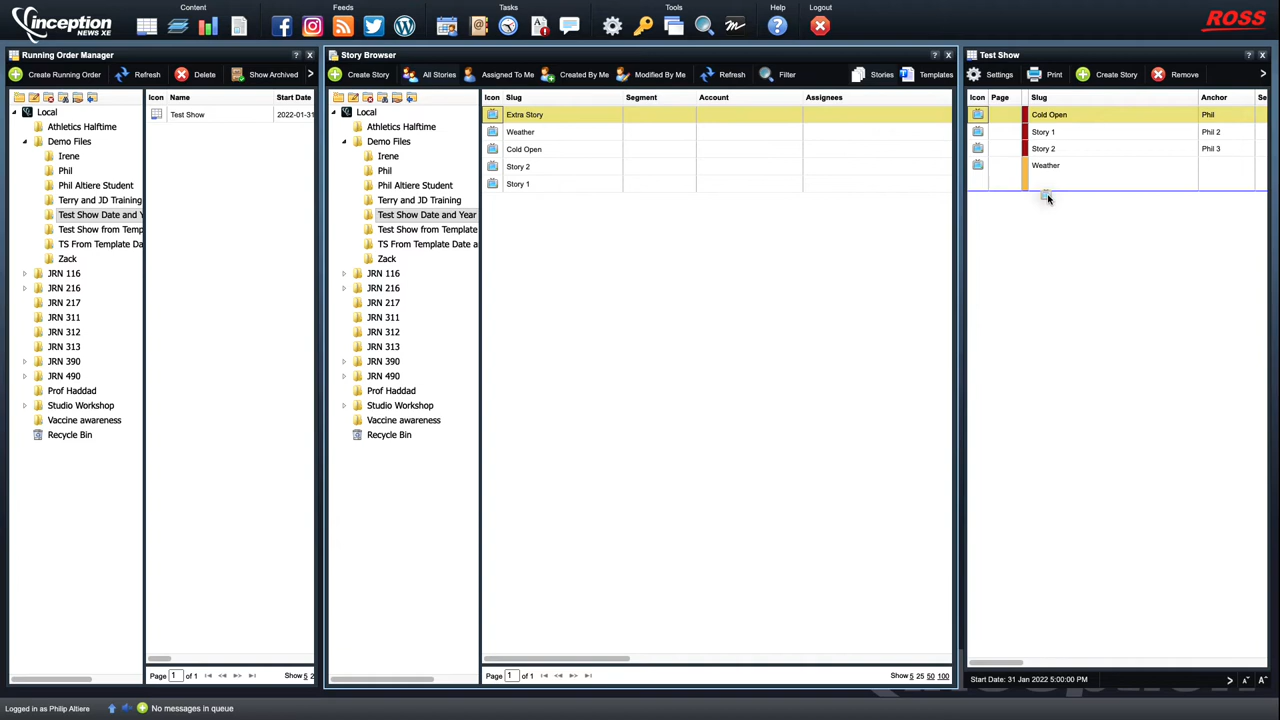 inception NEWS XE
Content Feeds Tasks Tools Help Logout
ROSS
Running Order Manager ? X
Create Running Order Refresh Delete Show Archived
Icon Name Start Date
Test Show 2022-01-31
Local
Athletics Halftime
Demo Files
Irene
Phil
Phil Altiere Student
Terry and JD Training
Test Show Date and Y
Test Show from Temp
TS From Template Da
Zack
JRN 116
JRN 216
JRN 217
JRN 311
JRN 312
JRN 313
JRN 390
JRN 490
Prof Haddad
Studio Workshop
Vaccine awareness
Recycle Bin
Page 1 of 1 Show 5 2
Story Browser ? X
Create Story All Stories Assigned To Me Created By Me Modified By Me Refresh Filter Stories Templates
Local
Athletics Halftime
Demo Files
Irene
Phil
Phil Altiere Student
Terry and JD Training
Test Show Date and Year
Test Show from Template
TS From Template Date a
Zack
JRN 116
JRN 216
JRN 217
JRN 311
JRN 312
JRN 313
JRN 390
JRN 490
Prof Haddad
Studio Workshop
Vaccine awareness
Recycle Bin
Icon Slug Segment Account Assignees
Extra Story
Weather
Cold Open
Story 2
Story 1
Page 1 of 1 Show 5 25 50 100
Test Show ? X
Settings Print Create Story Remove
Icon Page Slug Anchor Se
Cold Open Phil
Story 1 Phil 2
Story 2 Phil 3
Weather
Start Date: 31 Jan 2022 5:00:00 PM
Logged in as Philip Altiere No messages in queue